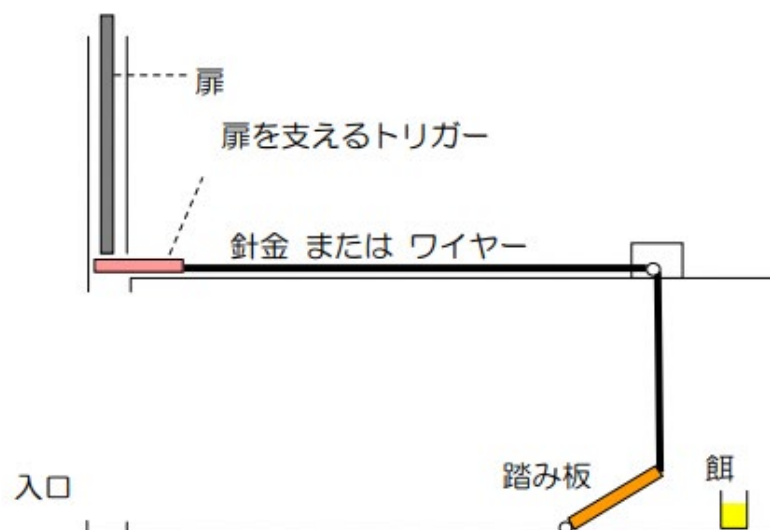 扉
扉を支えるトリガー
針金 または ワイヤー
踏み板
餌
入口